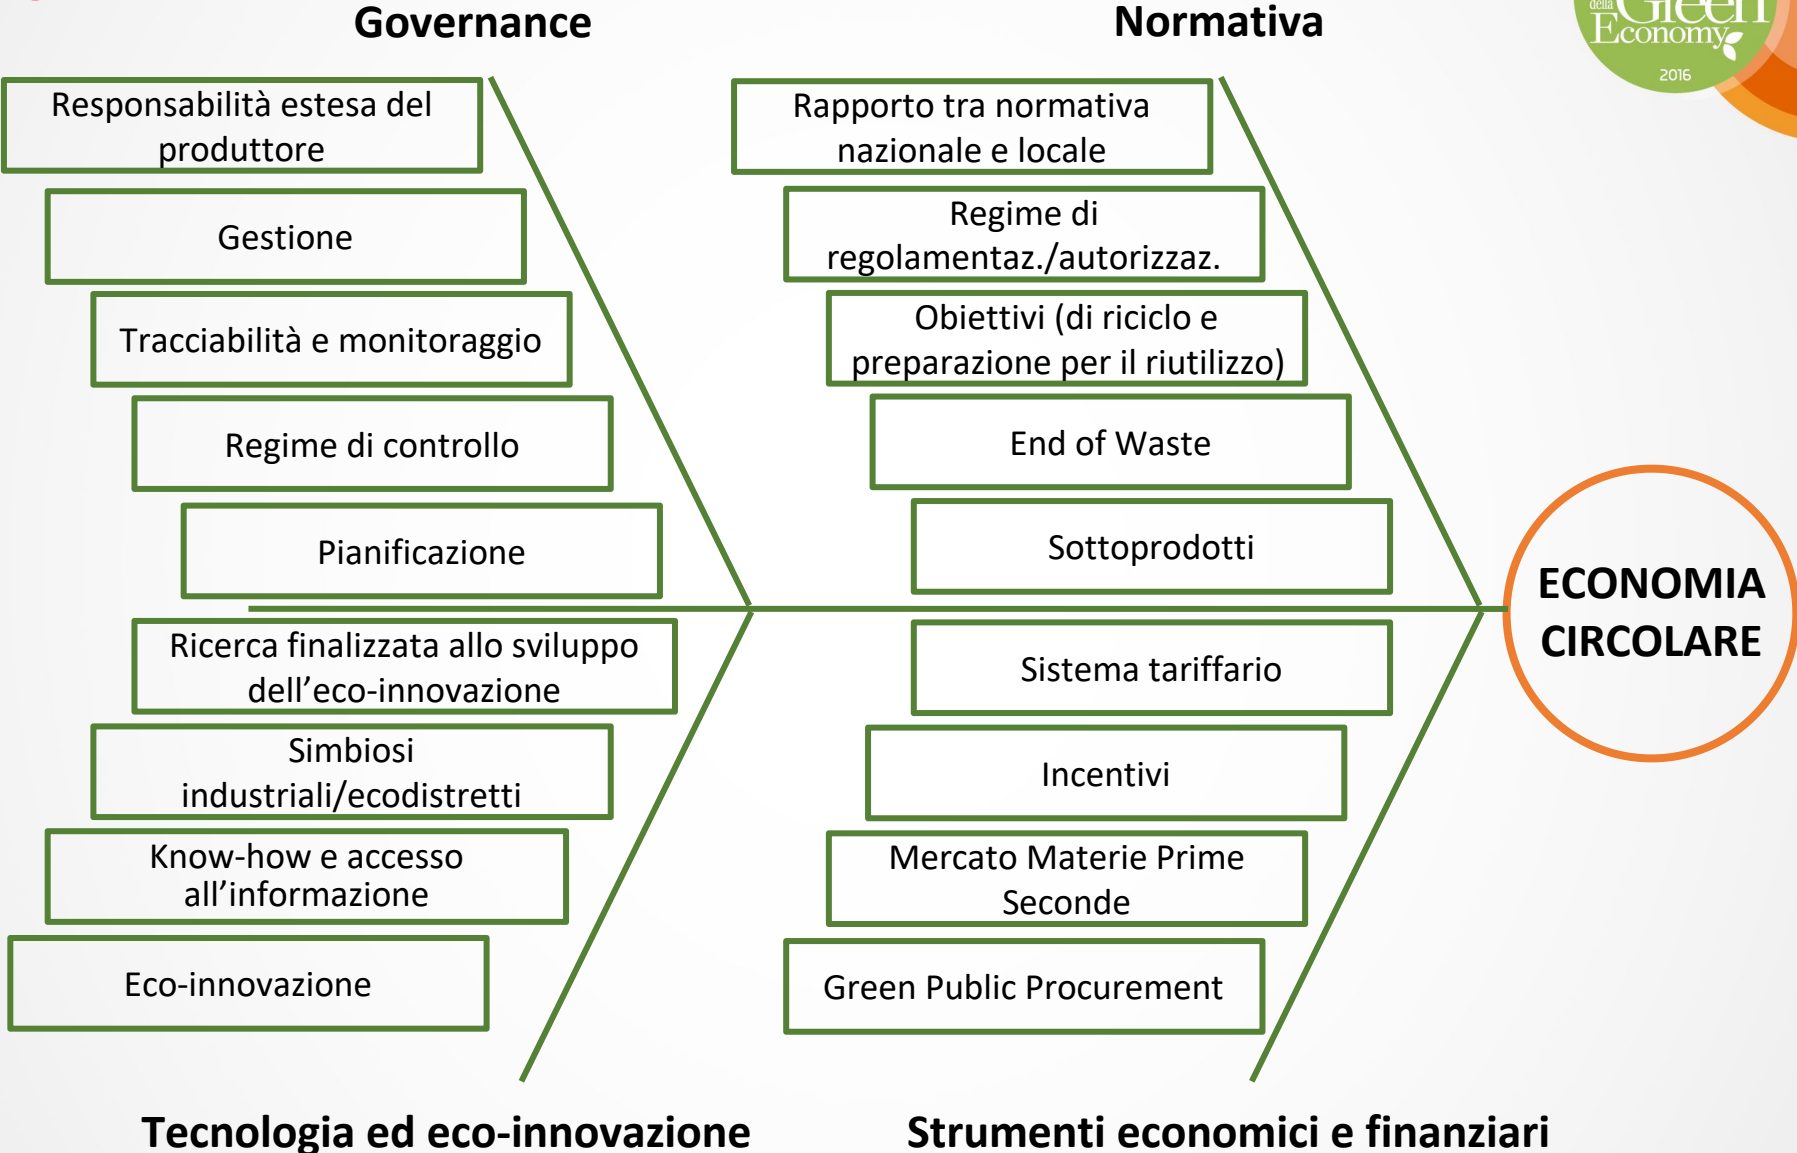 Governance
Normativa
della
Green
Economy
2016
Responsabilità estesa del
produttore
Gestione
Tracciabilità e monitoraggio
Regime di controllo
Pianificazione
Rapporto tra normativa
nazionale e locale
Regime di
regolamentaz./autorizzaz.
Obiettivi (di riciclo e
preparazione per il riutilizzo)
End of Waste
Sottoprodotti
ECONOMIA
CIRCOLARE
Ricerca finalizzata allo sviluppo
dell’eco-innovazione
Simbiosi
industriali/ecodistretti
Know-how e accesso
all’informazione
Eco-innovazione
Sistema tariffario
Incentivi
Mercato Materie Prime
Seconde
Green Public Procurement
Tecnologia ed eco-innovazione
Strumenti economici e finanziari